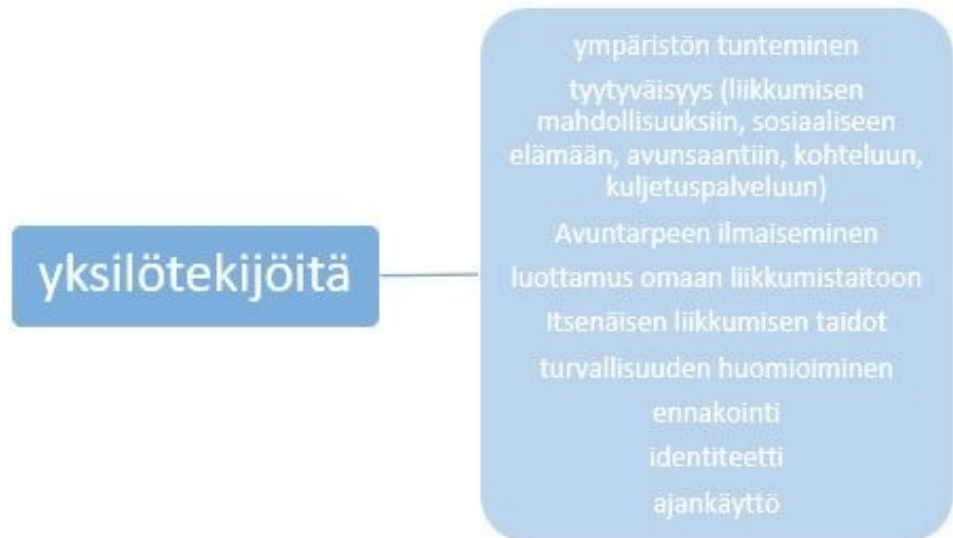 yksilötekijöitä
ympäristön tunteminen
tyytyväisyys (liikkumisen
mahdollisuuksiin, sosiaaliseen
elämään, avunsaantiin, kohteluun,
kuljetuspalveluun)
Avuntarpeen ilmaiseminen
luottamus omaan liikkumistaitoon
Itsenäisen liikkumisen taidot
turvallisuuden huomioiminen
ennakointi
identiteetti
ajankäyttö